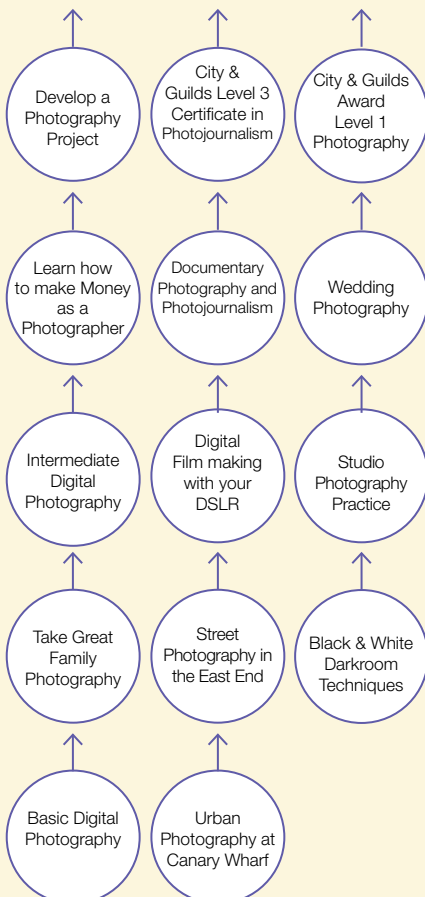 Develop a
Photography
Project
City &
Guilds Level 3
Certificate in
Photojournalism
City & Guilds
Award
Level 1
Photography
Learn how
to make Money
as a
Photographer
Documentary
Photography and
Photojournalism
Wedding
Photography
Intermediate
Digital
Photography
Digital
Film making
with your
DSLR
Studio
Photography
Practice
Take Great
Family
Photography
Street
Photography in
the East End
Black & White
Darkroom
Techniques
Basic Digital
Photography
Urban
Photography at
Canary Wharf